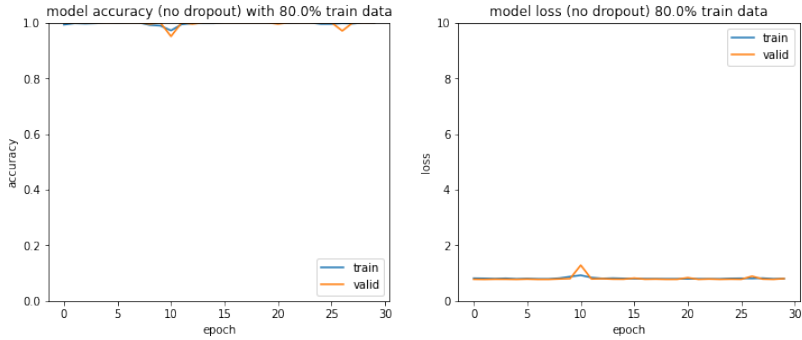 model accuracy (no dropout) with 80.0% train data
1.0
0.8
0.6
0.4
0.2
0.0
accuracy
0 5 10 15 20 25 30
epoch
train
valid
model loss (no dropout) 80.0% train data
10
8
6
4
2
0
loss
0 5 10 15 20 25 30
epoch
train
valid